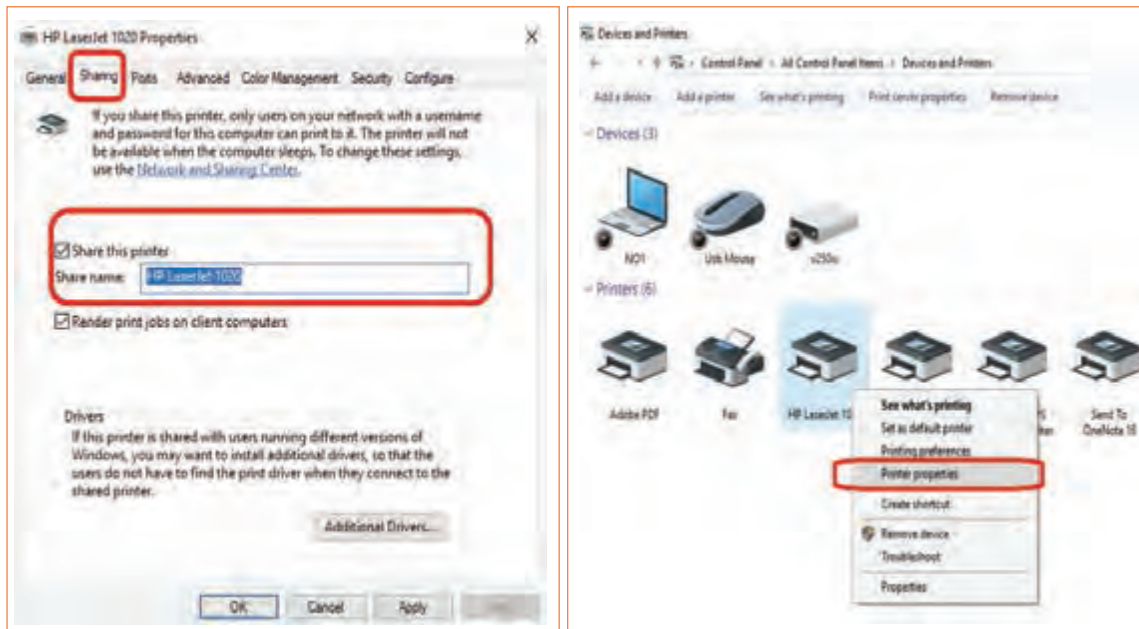 HP LaserJet 1020 Properties
General Sharing Ports Advanced Color Management Security Configure
If you share this printer, only users on your network with a username
and password for this computer can print to it. The printer will not
be available when the computer sleeps. To change these settings,
use the Network and Sharing Center.
Share this printer
Share name: HP LaserJet 1020
Render print jobs on client computers
Drivers
If this printer is shared with users running different versions of
Windows, you may want to install additional drivers, so that the
users do not have to find the print driver when they connect to the
shared printer.
Additional Drivers...
OK Cancel Apply
Devices and Printers
Control Panel › All Control Panel Items › Devices and Printers
Add a device Add a printer See what's printing Print server properties Remove device
Devices (3)
NO1 Usb Mouse
Printers (6)
Adobe PDF Fax HP LaserJet 10 Send To
OneNote 16
See what's printing
Set as default printer
Printing preferences
Printer properties
Create shortcut
Remove device
Troubleshoot
Properties